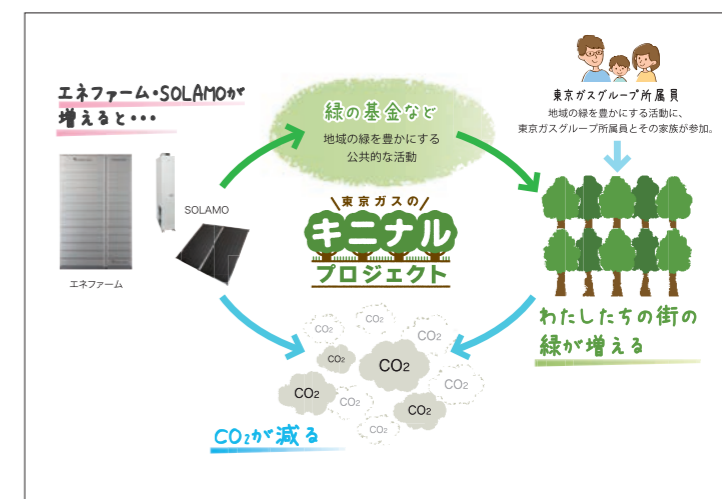 エネファーム・SOLAMOが
増えると・・・
SOLAMO
エネファーム
緑の基金など
地域の緑を豊かにする
公共的な活動
東京ガスグループ所属員
地域の緑を豊かにする活動に、
東京ガスグループ所属員とその家族が参加。
東京ガスの
キニナル
プロジェクト
わたしたちの街の
緑が増える
CO2
CO2
CO2
CO2
CO2
CO2
CO2
CO2
CO2
CO2
CO2
CO2が減る